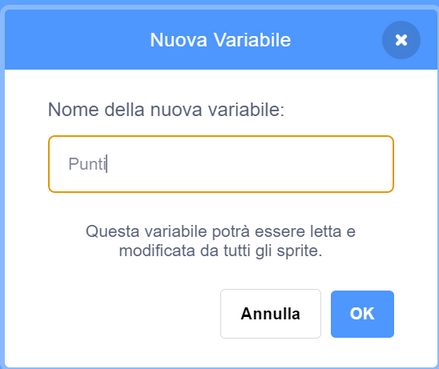 Nuova Variabile
Nome della nuova variabile:
Punti
Questa variabile potrà essere letta e
modificata da tutti gli sprite.
Annulla
OK